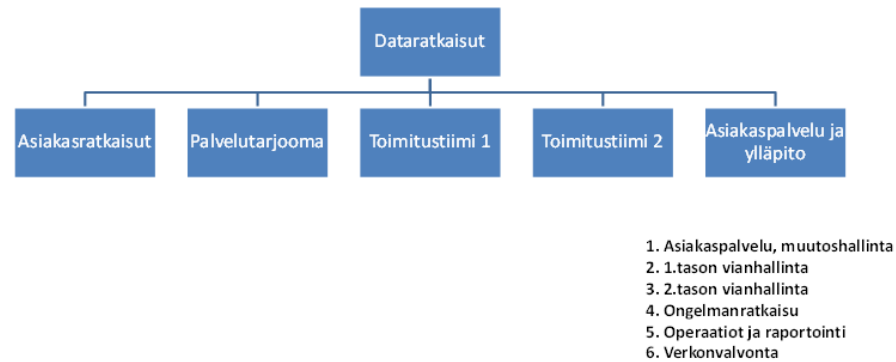 Dataratkaisut
Asiakasratkaisut
Palvelutarjooma
Toimitustiimi 1
Toimitustiimi 2
Asiakaspalvelu ja
ylläpito
1. Asiakaspalvelu, muutoshallinta
2. 1.tason vianhallinta
3. 2.tason vianhallinta
4. Ongelmanratkaisu
5. Operaatiot ja raportointi
6. Verkonvalvonta